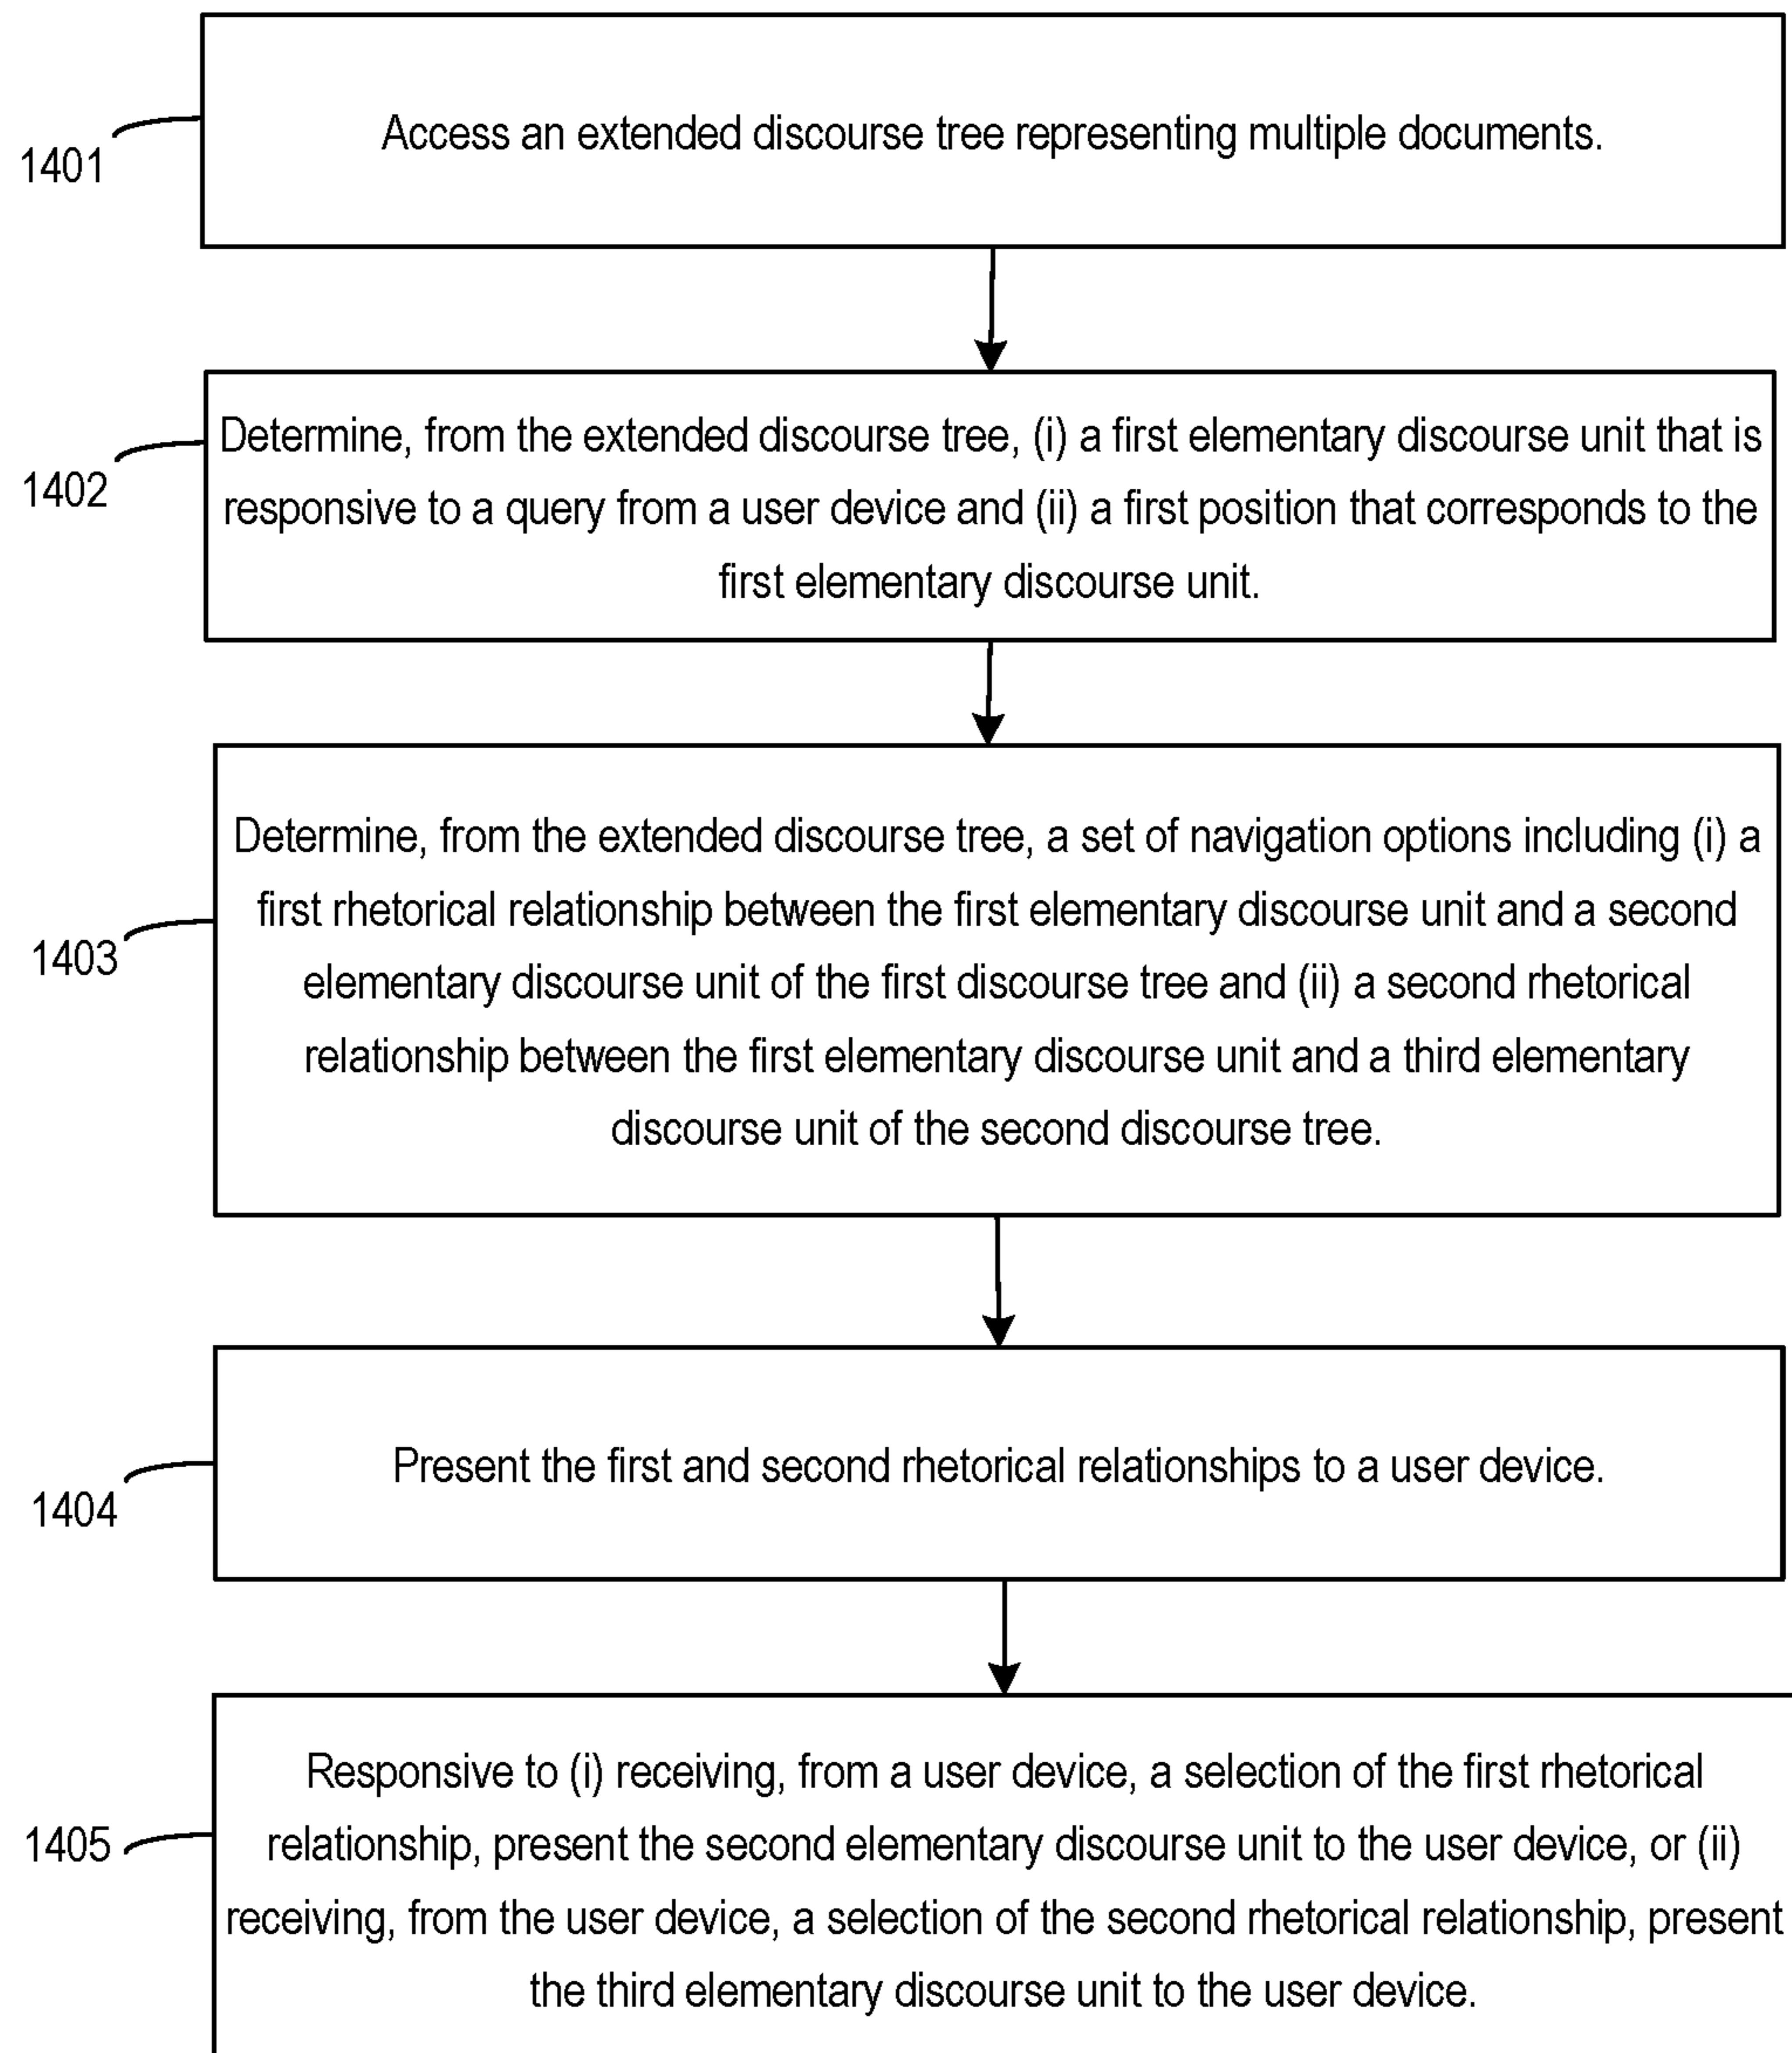 1401
Access an extended discourse tree representing multiple documents.
1402
Determine, from the extended discourse tree, (i) a first elementary discourse unit that is
responsive to a query from a user device and (ii) a first position that corresponds to the
first elementary discourse unit.
1403
Determine, from the extended discourse tree, a set of navigation options including (i) a
first rhetorical relationship between the first elementary discourse unit and a second
elementary discourse unit of the first discourse tree and (ii) a second rhetorical
relationship between the first elementary discourse unit and a third elementary
discourse unit of the second discourse tree.
1404
Present the first and second rhetorical relationships to a user device.
1405
Responsive to (i) receiving, from a user device, a selection of the first rhetorical
relationship, present the second elementary discourse unit to the user device, or (ii)
receiving, from the user device, a selection of the second rhetorical relationship, present
the third elementary discourse unit to the user device.